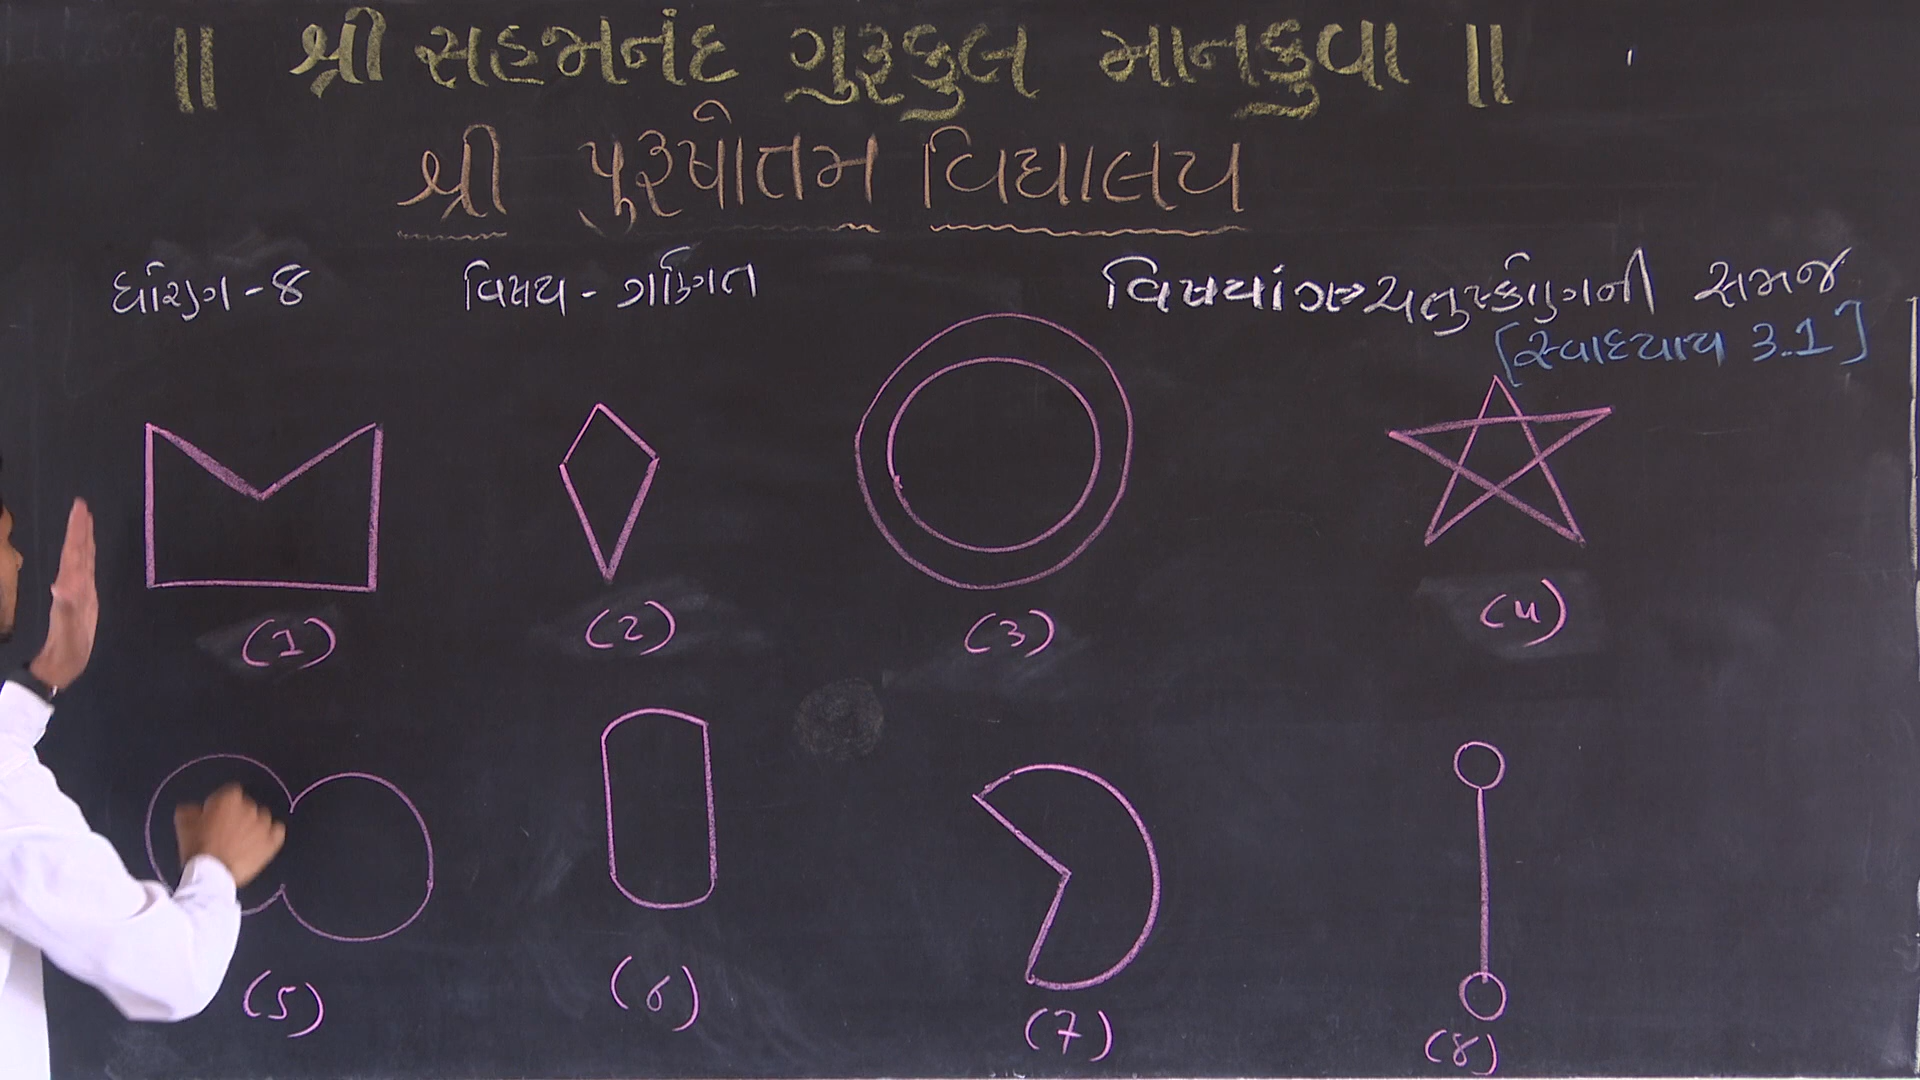 || શ્રી સહજાનંદ ગુરુકુલ માનકુવા ||
શ્રી પુરૂષોતમ વિદ્યાલય
ધોરણ-૮ વિષય - ગણિત વિષયાંગ ચતુષ્કોણની સમજ
[સ્વાધ્યાય 3.1]
(1) (2) (3) (4)
(5) (6) (7) (8)